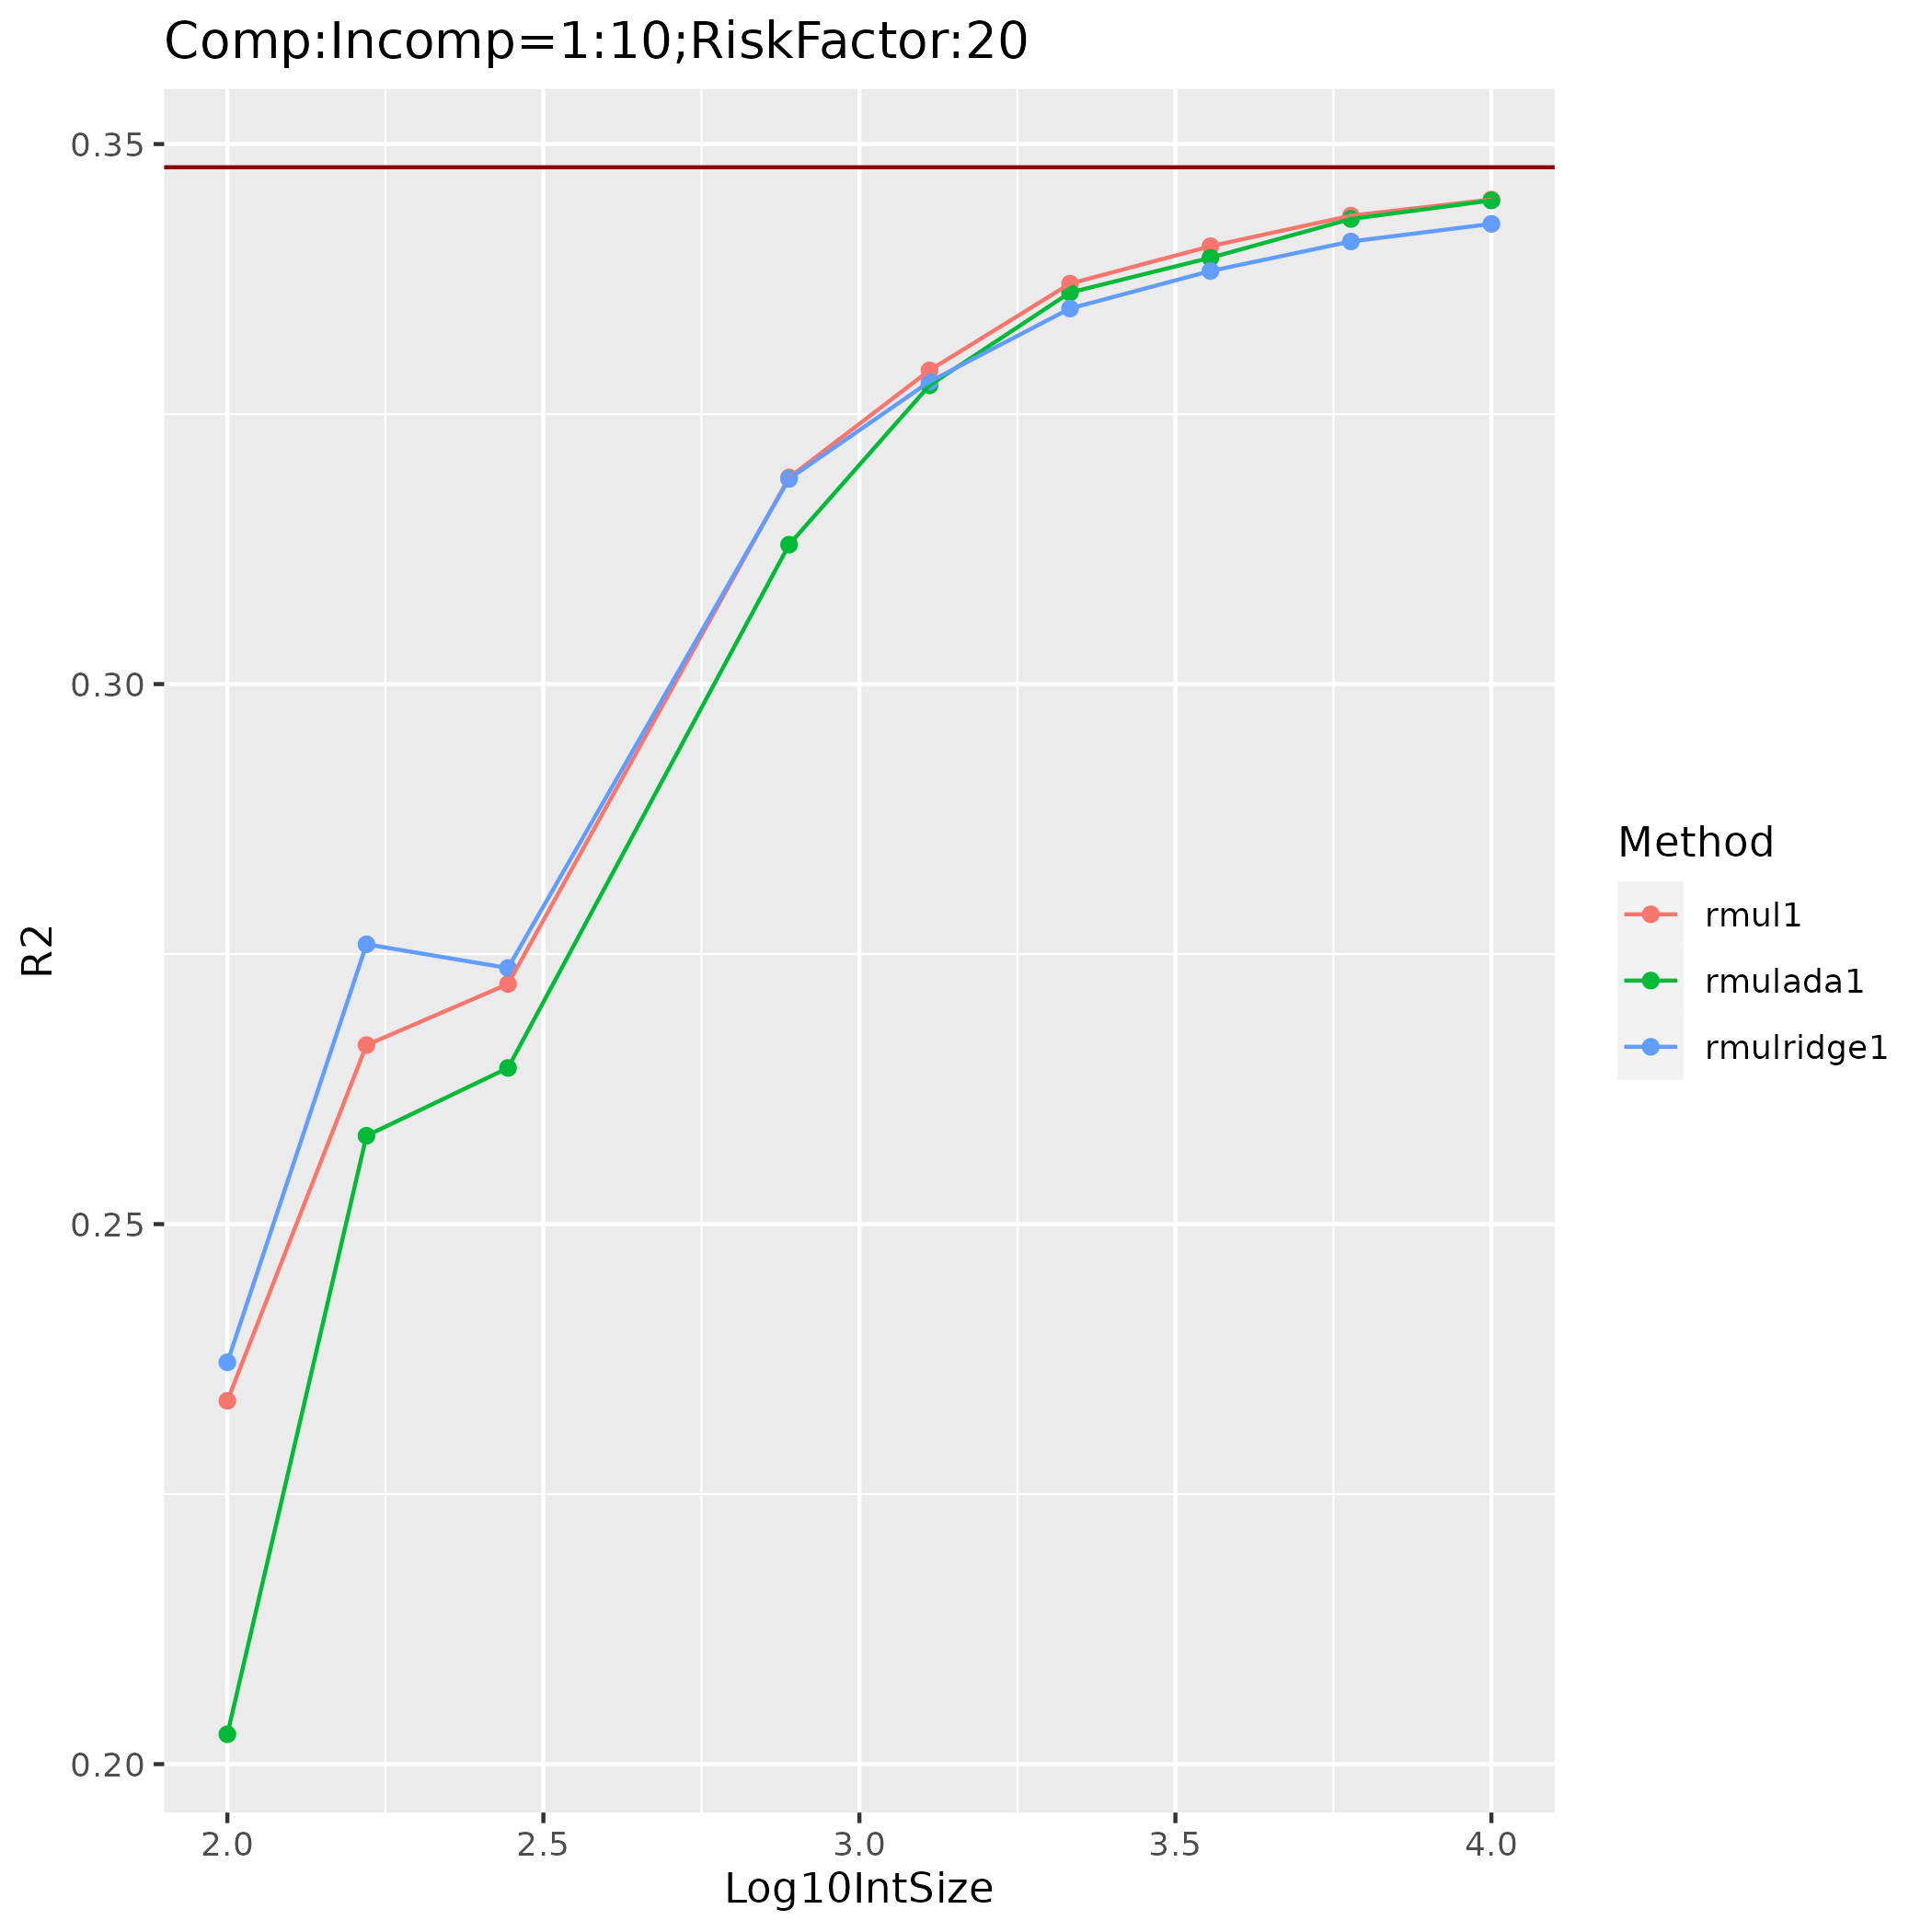 Comp:Incomp=1:10;RiskFactor:20
0.35
0.30
0.25
0.20
R2
2.0 2.5 3.0 3.5 4.0
Log10IntSize
Method
rmul1
rmulada1
rmulridge1